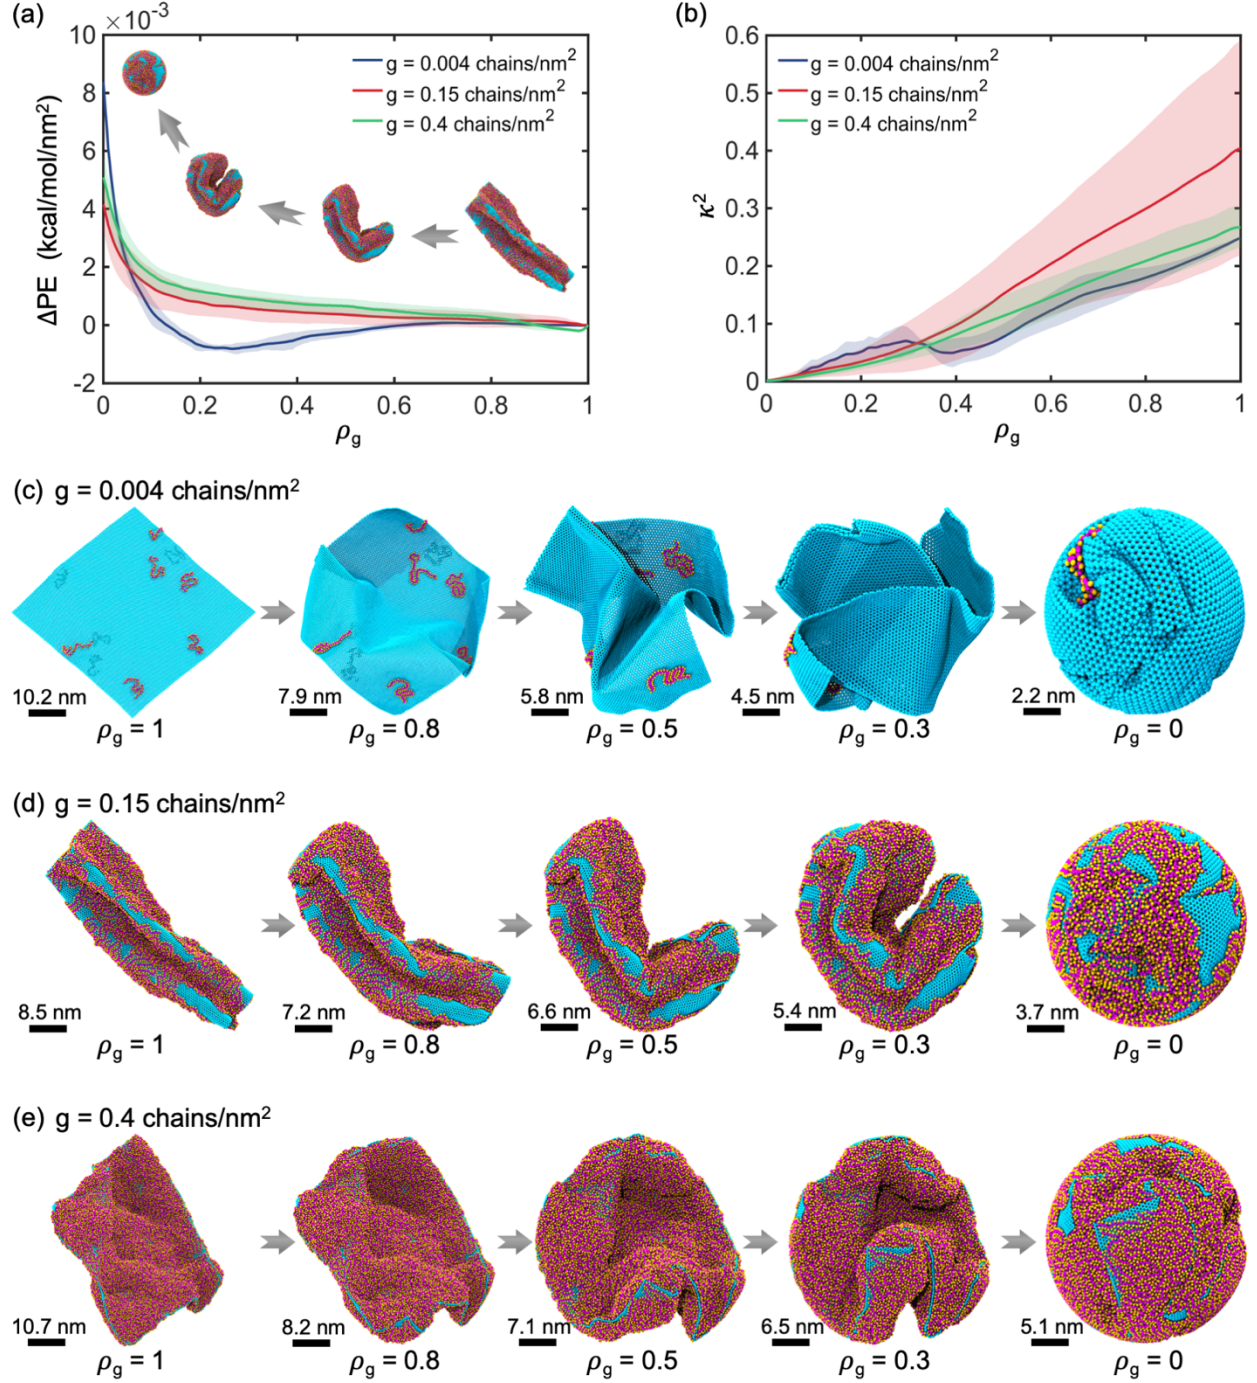 (a)
×10⁻³
10
8
6
4
2
0
-2
ΔPE (kcal/mol/nm²)
g = 0.004 chains/nm²
g = 0.15 chains/nm²
g = 0.4 chains/nm²
0 0.2 0.4 0.6 0.8 1
ρg
(b)
0.6
0.5
0.4
0.3
0.2
0.1
0
κ²
g = 0.004 chains/nm²
g = 0.15 chains/nm²
g = 0.4 chains/nm²
0 0.2 0.4 0.6 0.8 1
ρg
(c) g = 0.004 chains/nm²
10.2 nm 7.9 nm 5.8 nm 4.5 nm 2.2 nm
ρg = 1 ρg = 0.8 ρg = 0.5 ρg = 0.3 ρg = 0
(d) g = 0.15 chains/nm²
8.5 nm 7.2 nm 6.6 nm 5.4 nm 3.7 nm
ρg = 1 ρg = 0.8 ρg = 0.5 ρg = 0.3 ρg = 0
(e) g = 0.4 chains/nm²
10.7 nm 8.2 nm 7.1 nm 6.5 nm 5.1 nm
ρg = 1 ρg = 0.8 ρg = 0.5 ρg = 0.3 ρg = 0